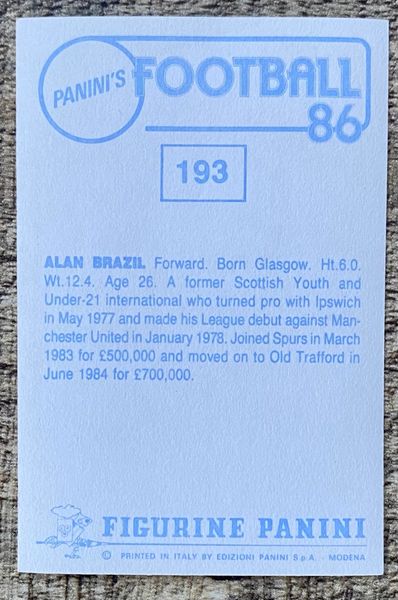 PANINI'S FOOTBALL
86
193
ALAN BRAZIL Forward. Born Glasgow. Ht.6.0.
Wt.12.4. Age 26. A former Scottish Youth and
Under-21 international who turned pro with Ipswich
in May 1977 and made his League debut against Man-
chester United in January 1978. Joined Spurs in March
1983 for £500,000 and moved on to Old Trafford in
June 1984 for £700,000.
FIGURINE PANINI
© PRINTED IN ITALY BY EDIZIONI PANINI S.p.A. - MODENA